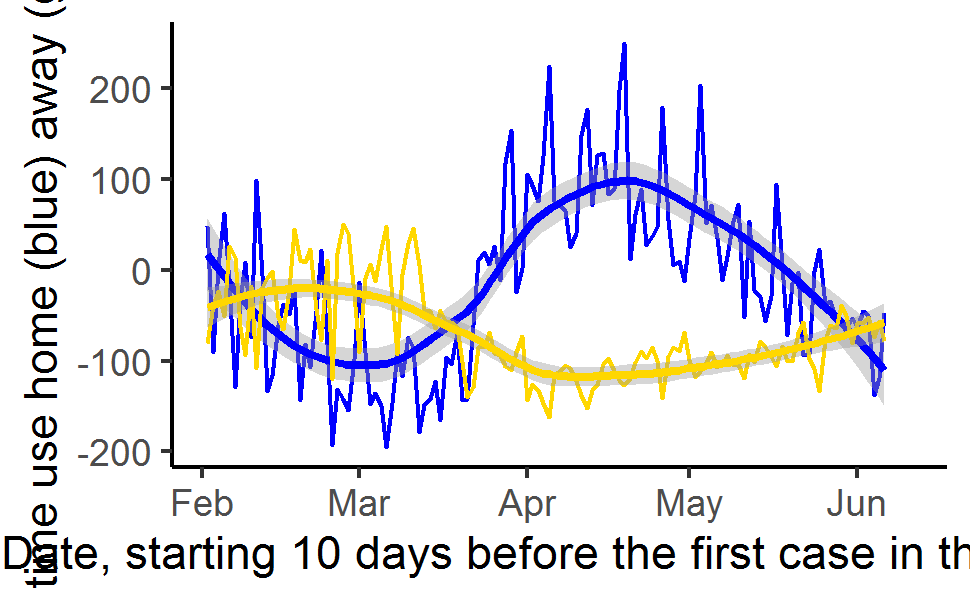 time use home (blue) away (g
200
100
0
-100
-200
Feb Mar Apr May Jun
Date, starting 10 days before the first case in th